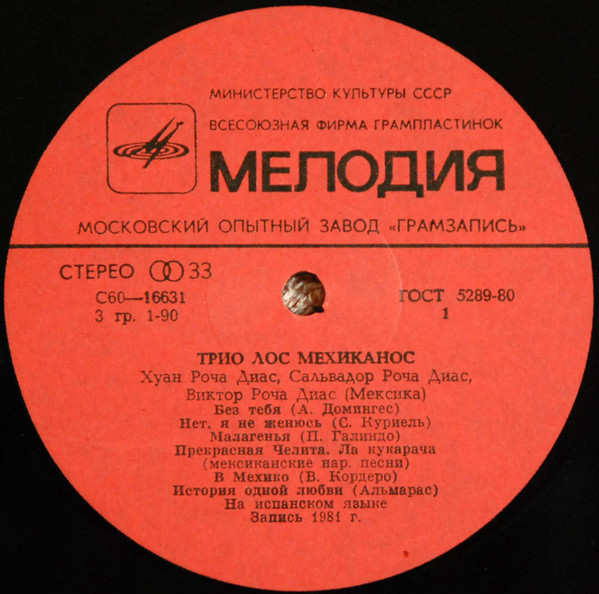 МИНИСТЕРСТВО КУЛЬТУРЫ СССР
ВСЕСОЮЗНАЯ ФИРМА ГРАМПЛАСТИНОК
МЕЛОДИЯ
МОСКОВСКИЙ ОПЫТНЫЙ ЗАВОД «ГРАМЗАПИСЬ»
СТЕРЕО 33
С60—16631
3 гр. 1-90
ГОСТ 5289-80
1
ТРИО ЛОС МЕХИКАНОС
Хуан Роча Диас, Сальвадор Роча Диас,
Виктор Роча Диас (Мексика)
Без тебя (А. Домингес)
Нет, я не женюсь (С. Куриель)
Малагенья (П. Галиндо)
Прекрасная Челита. Ла кукарача
(мексиканские нар. песни)
В Мехико (В. Кордеро)
История одной любви (Альмарас)
На испанском языке
Запись 1981 г.